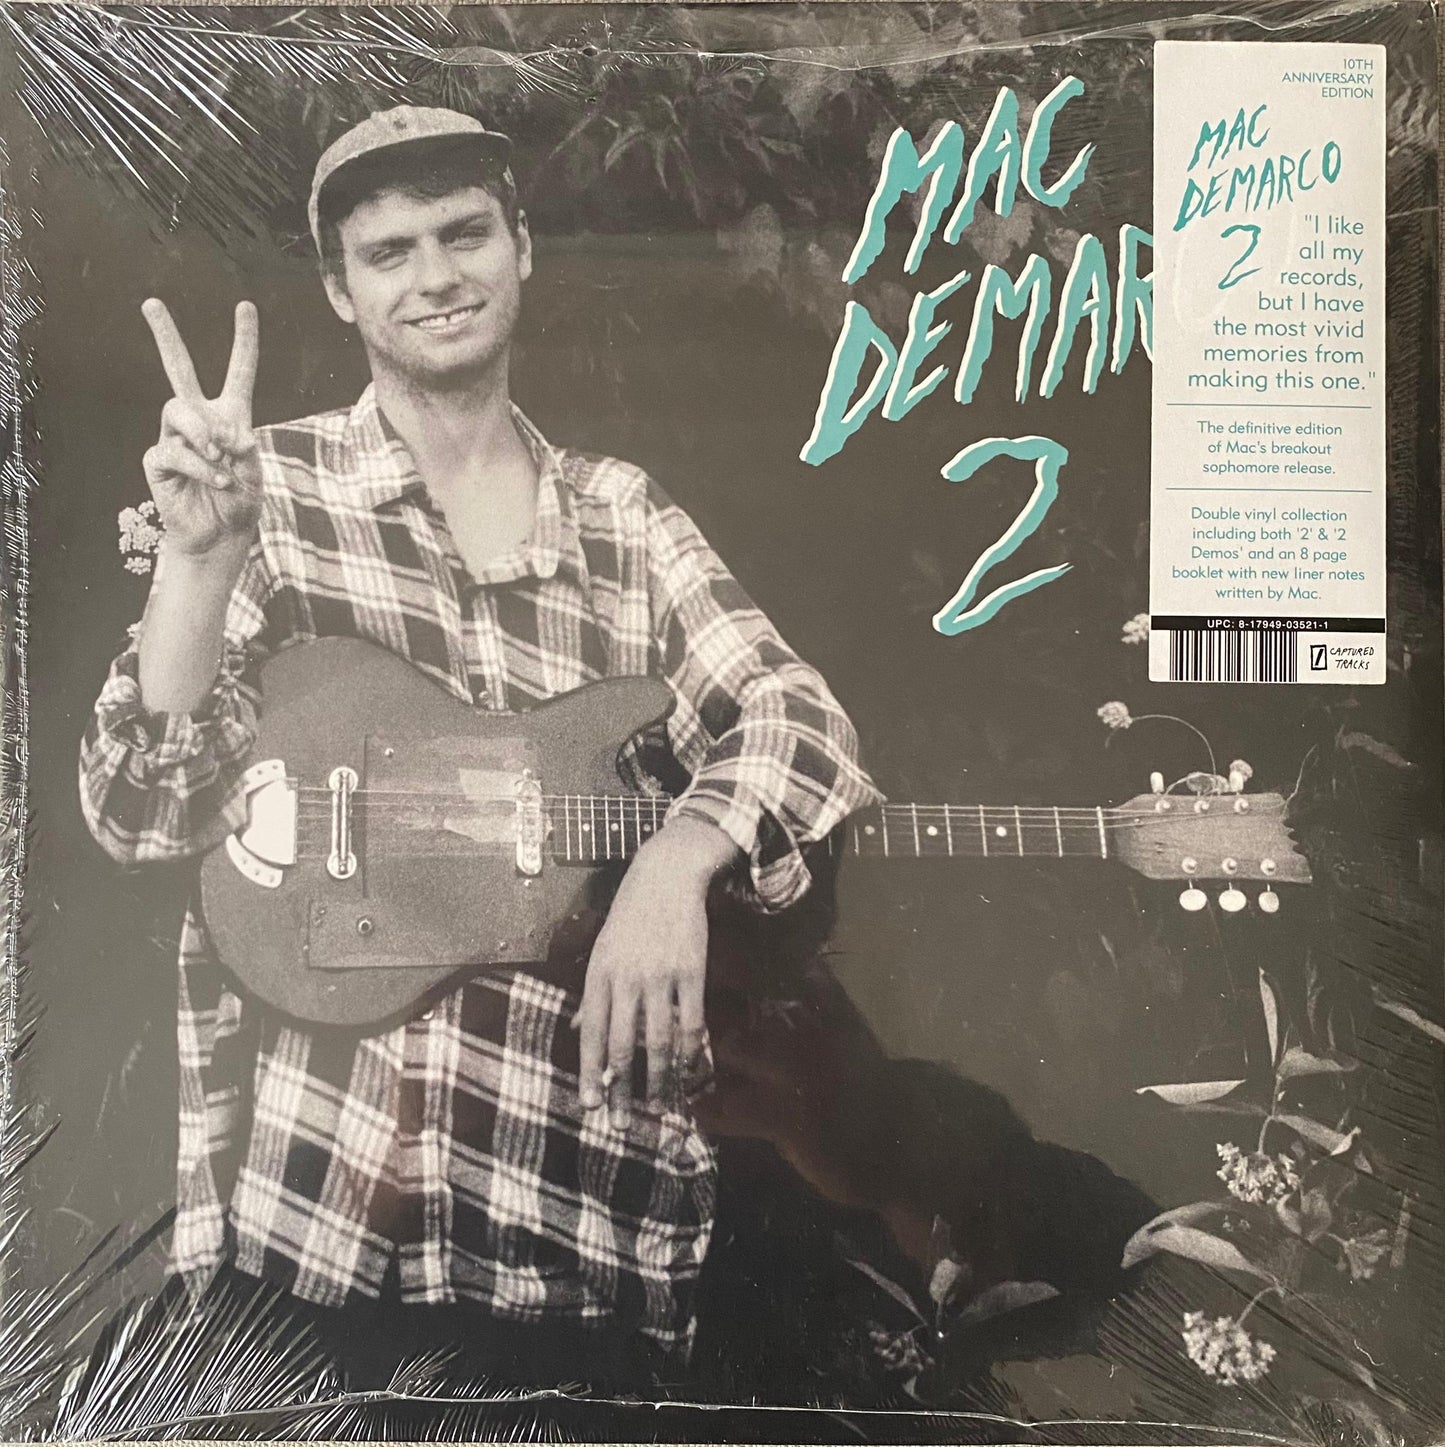 MAC
DEMAR
2
10TH
ANNIVERSARY
EDITION
MAC
DEMARCO
2
"I like
all my
records,
but I have
the most vivid
memories from
making this one."
The definitive edition
of Mac's breakout
sophomore release.
Double vinyl collection
including both '2' & '2
Demos' and an 8 page
booklet with new liner notes
written by Mac.
UPC: 8-17949-03521-1
CAPTURED
TRACKS